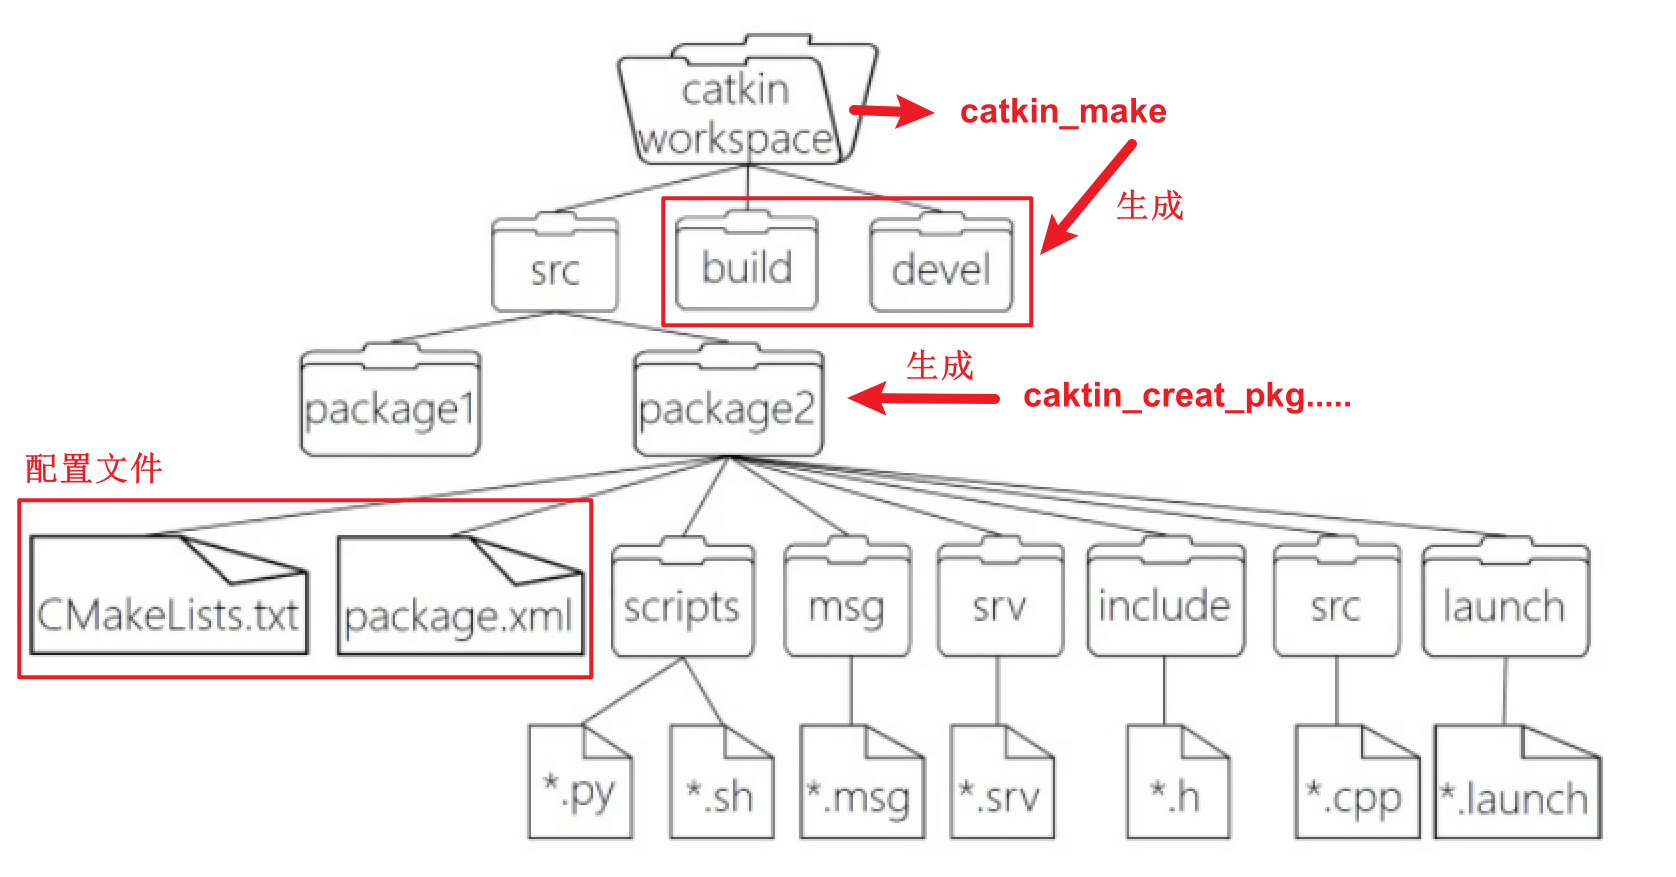 catkin
workspace
catkin_make
生成
src
build
devel
生成
package1
package2
caktin_creat_pkg.....
配置文件
CMakeLists.txt
package.xml
scripts
msg
srv
include
src
launch
*.py
*.sh
*.msg
*.srv
*.h
*.cpp
*.launch